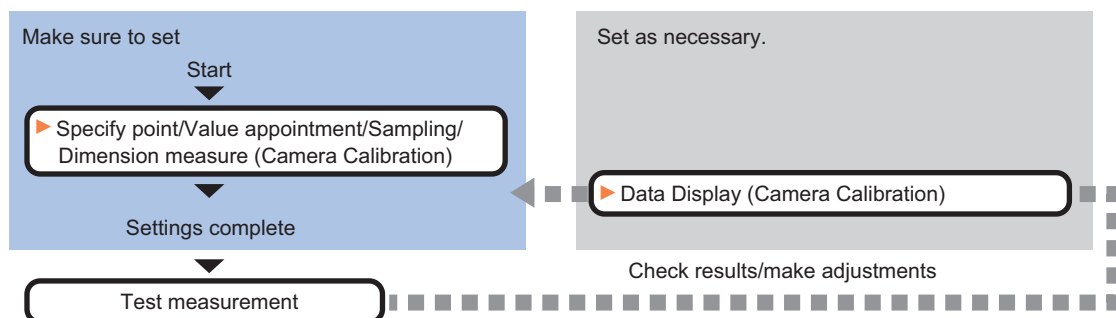 Make sure to set
Start
Specify point/Value appointment/Sampling/
Dimension measure (Camera Calibration)
Settings complete
Test measurement
Set as necessary.
Data Display (Camera Calibration)
Check results/make adjustments